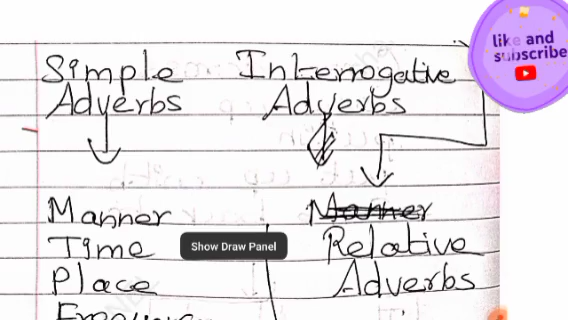 like and
subscribe
Simple Interrogative
Adverbs Adverbs
Manner Manner
Time Show Draw Panel Relative
Place Adverbs